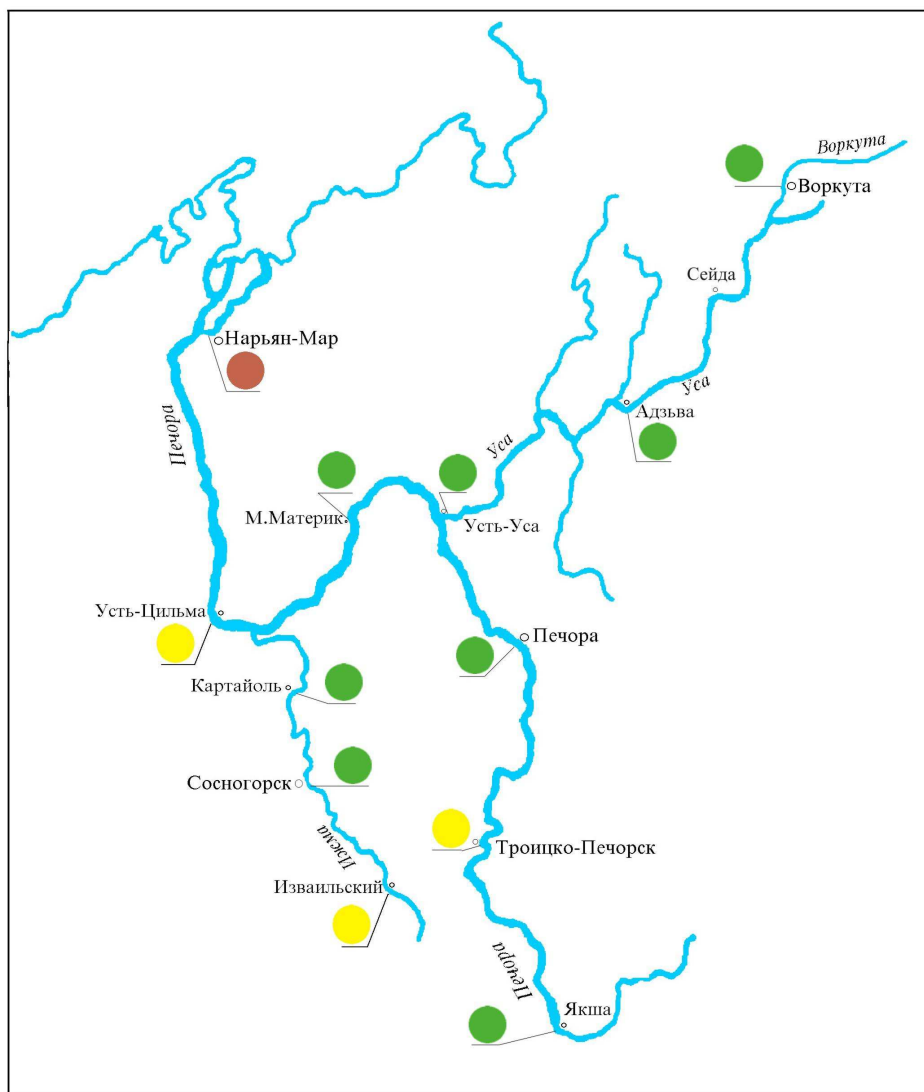 Воркута
Воркута
Сейда
Нарьян-Мар
Уса
Адзьва
Печора
Уса
М.Материк
Усть-Уса
Усть-Цильма
Печора
Картайоль
Сосногорск
Ижма
Троицко-Печорск
Изваильский
Печора
Якша